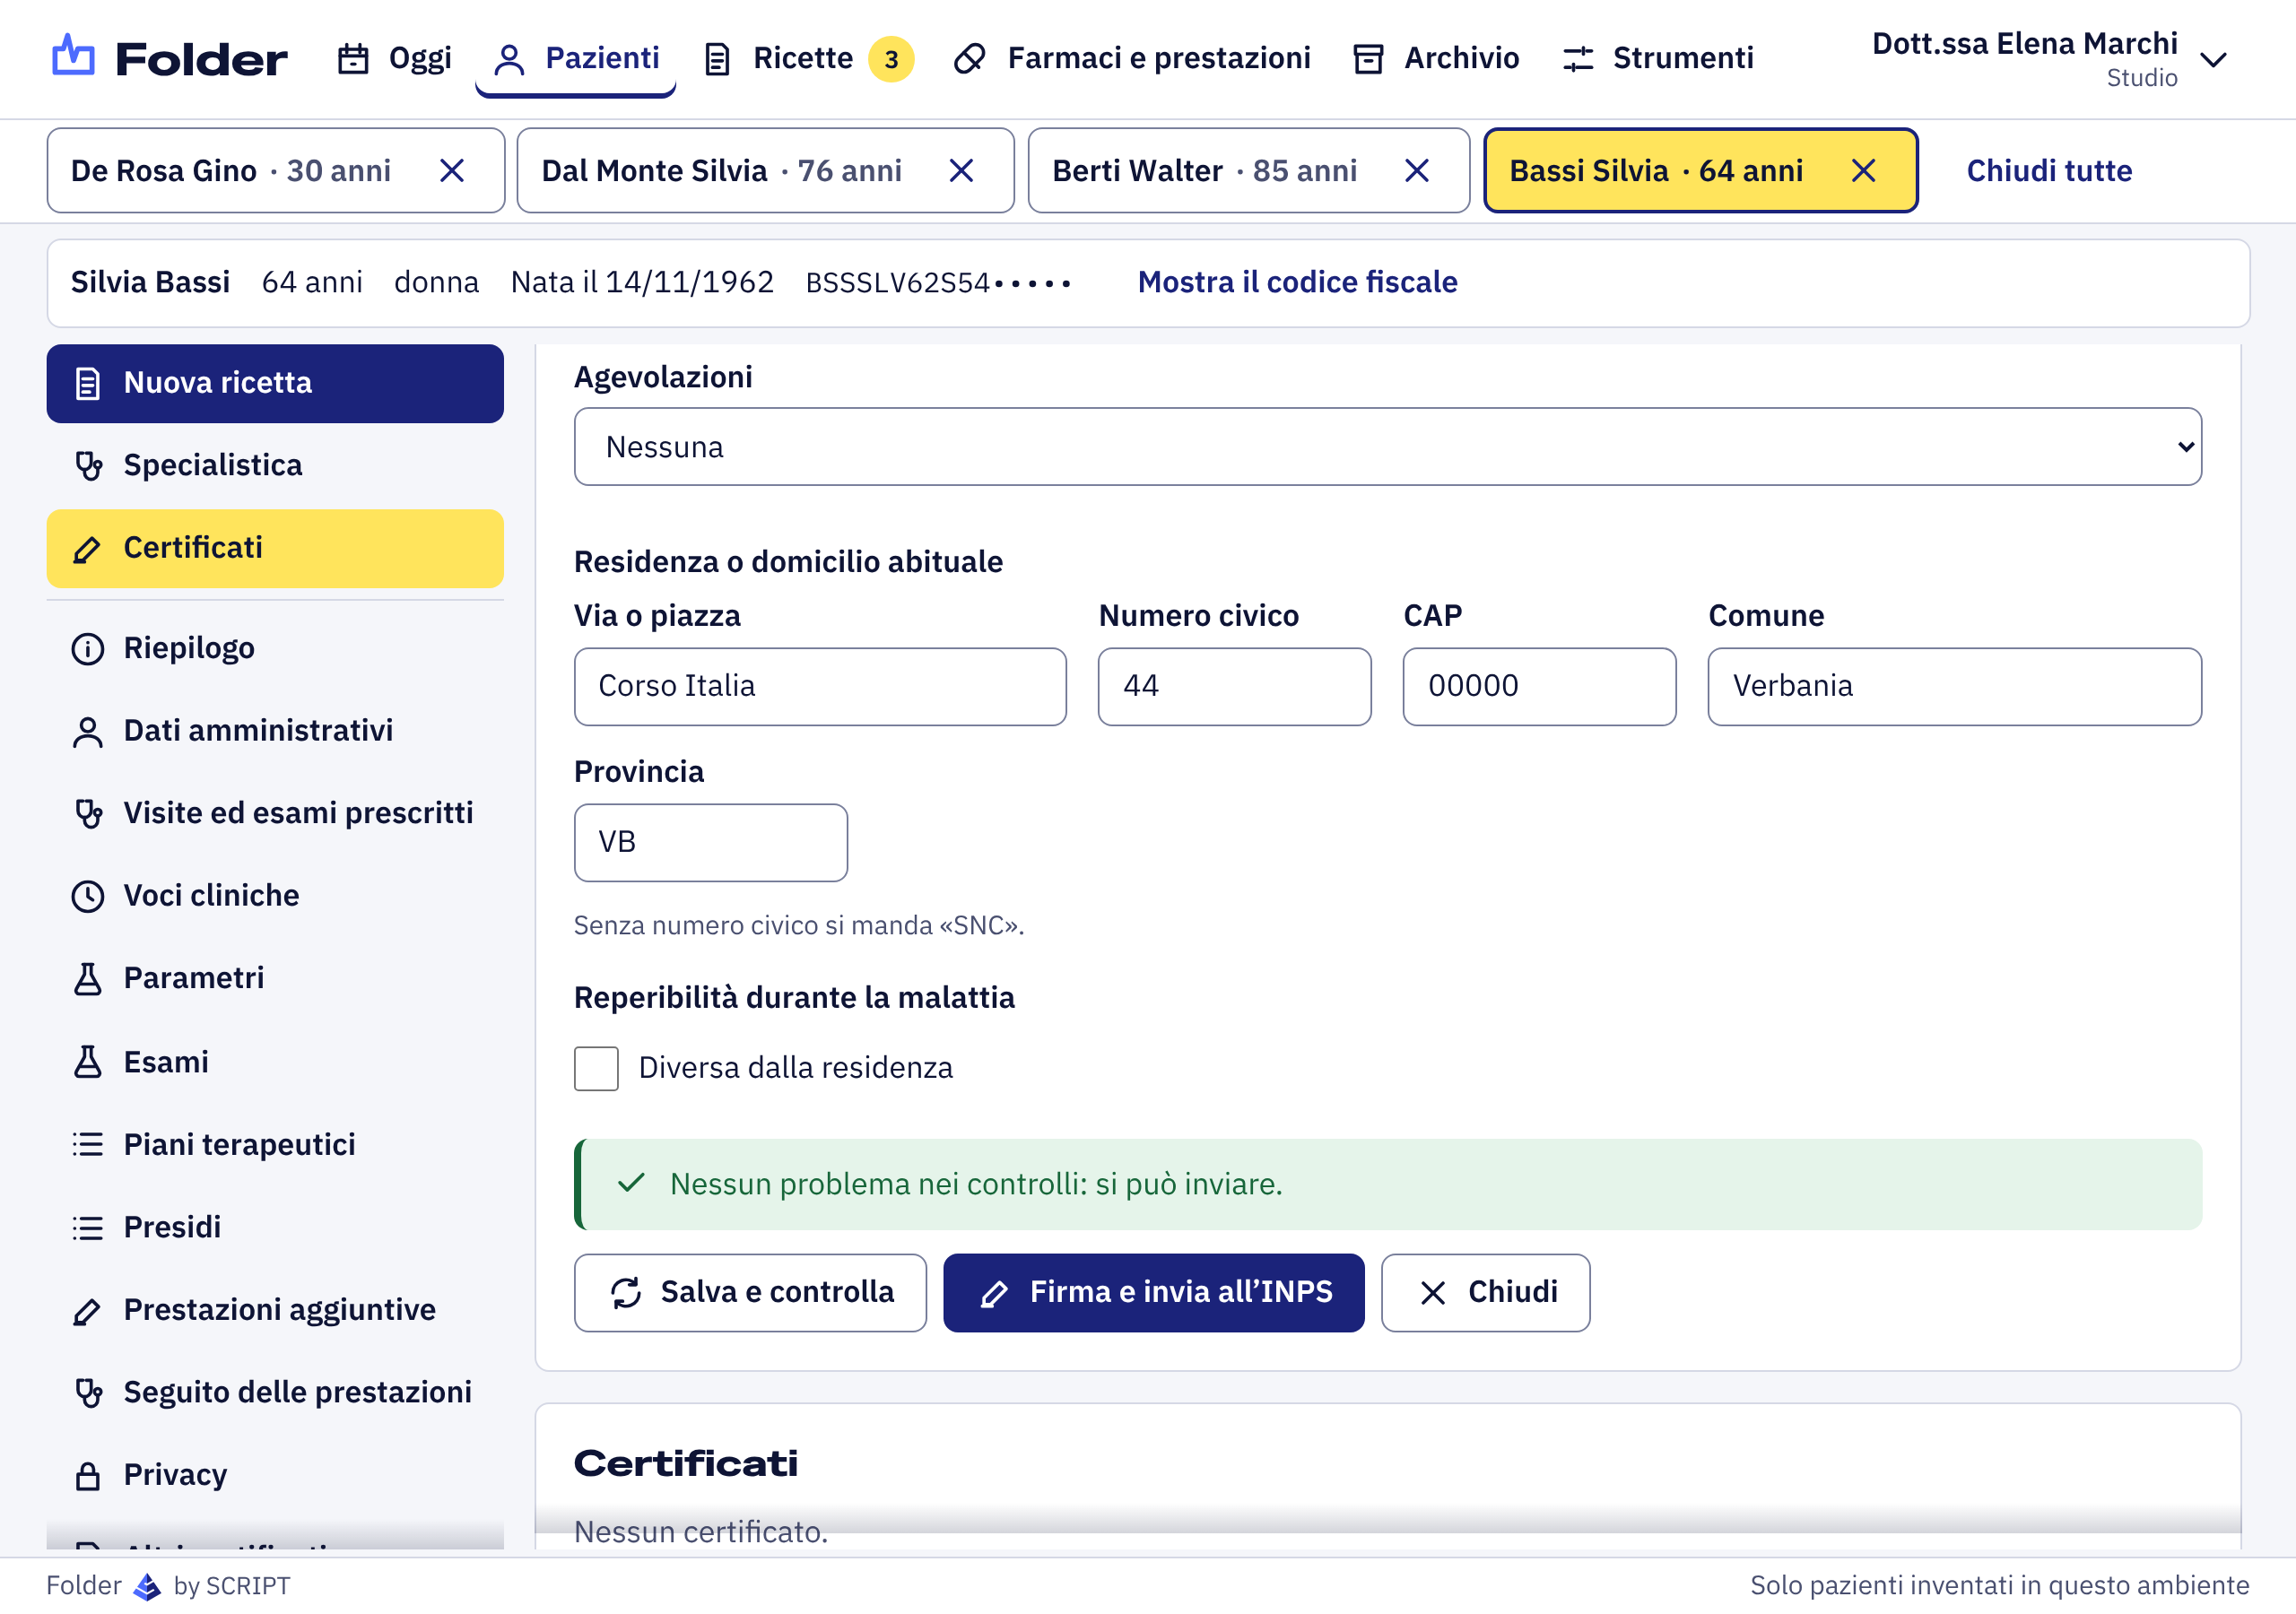 Folder
Oggi
Pazienti
Ricette 3
Farmaci e prestazioni
Archivio
Strumenti
Dott.ssa Elena Marchi
Studio
De Rosa Gino · 30 anni
Dal Monte Silvia · 76 anni
Berti Walter · 85 anni
Bassi Silvia · 64 anni
Chiudi tutte
Silvia Bassi 64 anni donna Nata il 14/11/1962 BSSSLV62S54••••• Mostra il codice fiscale
Nuova ricetta
Specialistica
Certificati
Riepilogo
Dati amministrativi
Visite ed esami prescritti
Voci cliniche
Parametri
Esami
Piani terapeutici
Presidi
Prestazioni aggiuntive
Seguito delle prestazioni
Privacy
Agevolazioni
Nessuna
Residenza o domicilio abituale
Via o piazza Numero civico CAP Comune
Corso Italia 44 00000 Verbania
Provincia
VB
Senza numero civico si manda «SNC».
Reperibilità durante la malattia
Diversa dalla residenza
Nessun problema nei controlli: si può inviare.
Salva e controlla
Firma e invia all’INPS
Chiudi
Certificati
Nessun certificato.
Folder by SCRIPT
Solo pazienti inventati in questo ambiente